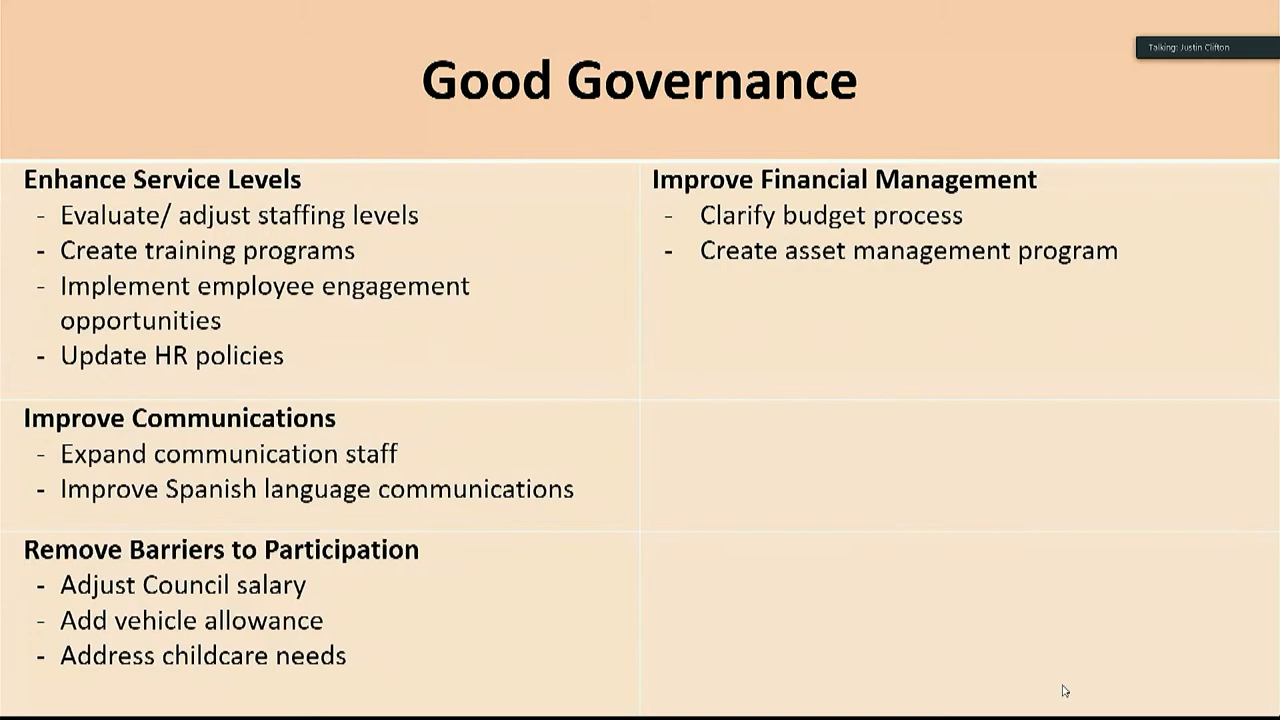 Talking: Justin Clifton
Good Governance
Enhance Service Levels
- Evaluate/ adjust staffing levels
- Create training programs
- Implement employee engagement
opportunities
- Update HR policies
Improve Financial Management
- Clarify budget process
- Create asset management program
Improve Communications
- Expand communication staff
- Improve Spanish language communications
Remove Barriers to Participation
- Adjust Council salary
- Add vehicle allowance
- Address childcare needs